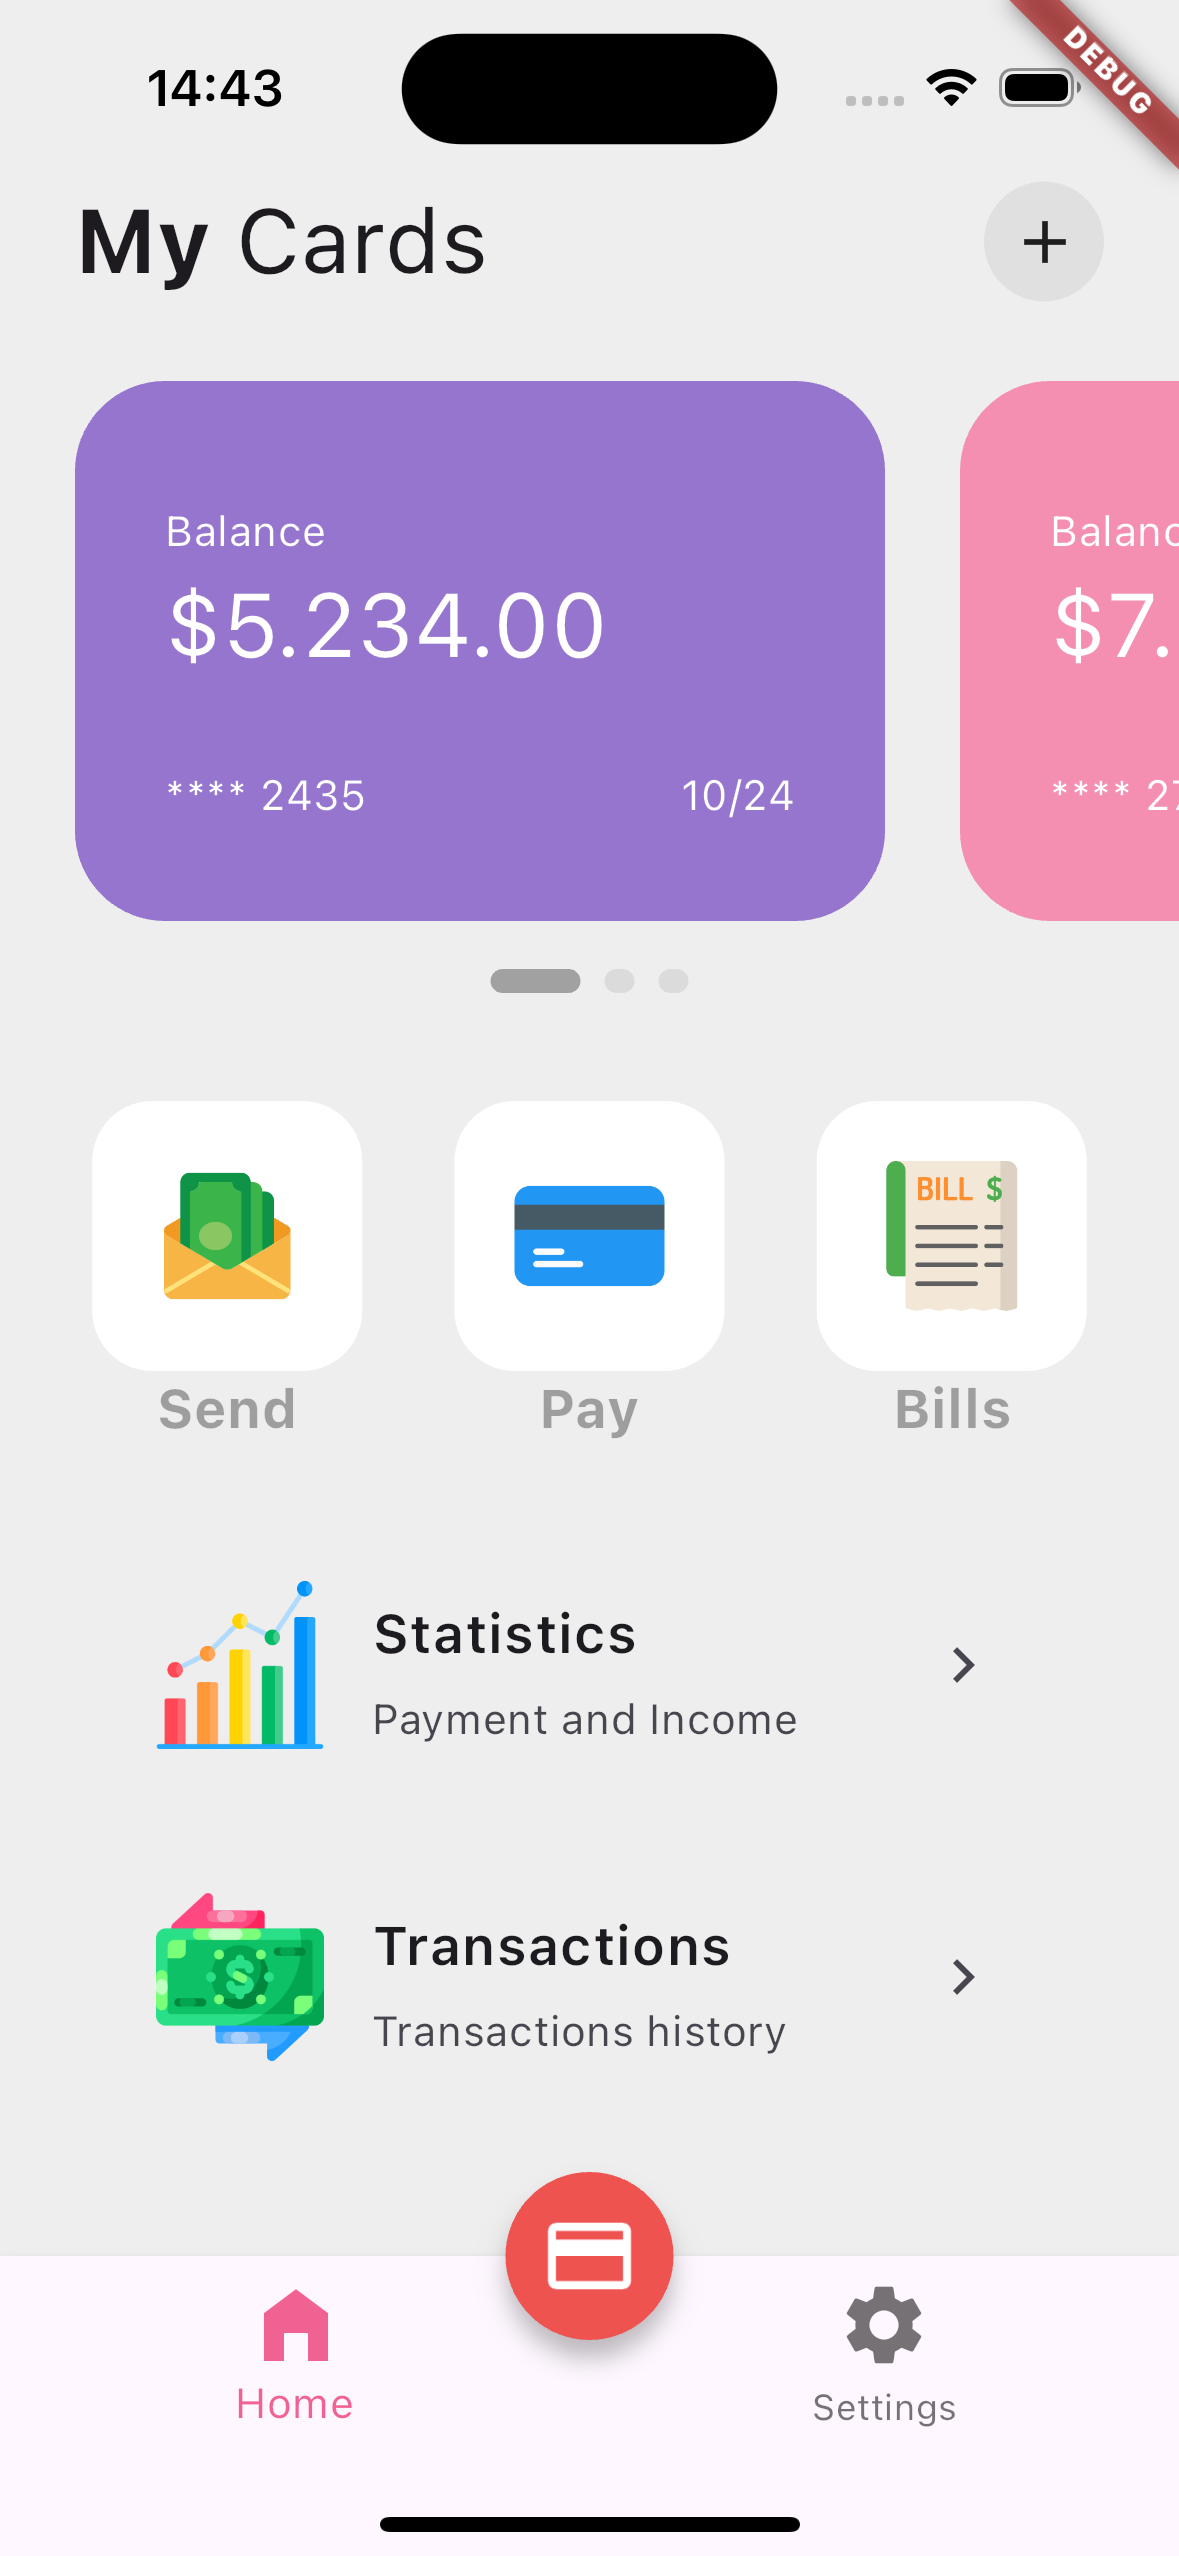 14:43
DEBUG
My Cards
Balance
$5.234.00
**** 2435 10/24
Balanc
$7.
**** 27
BILL $
Send Pay Bills
Statistics
Payment and Income
Transactions
Transactions history
Home Settings